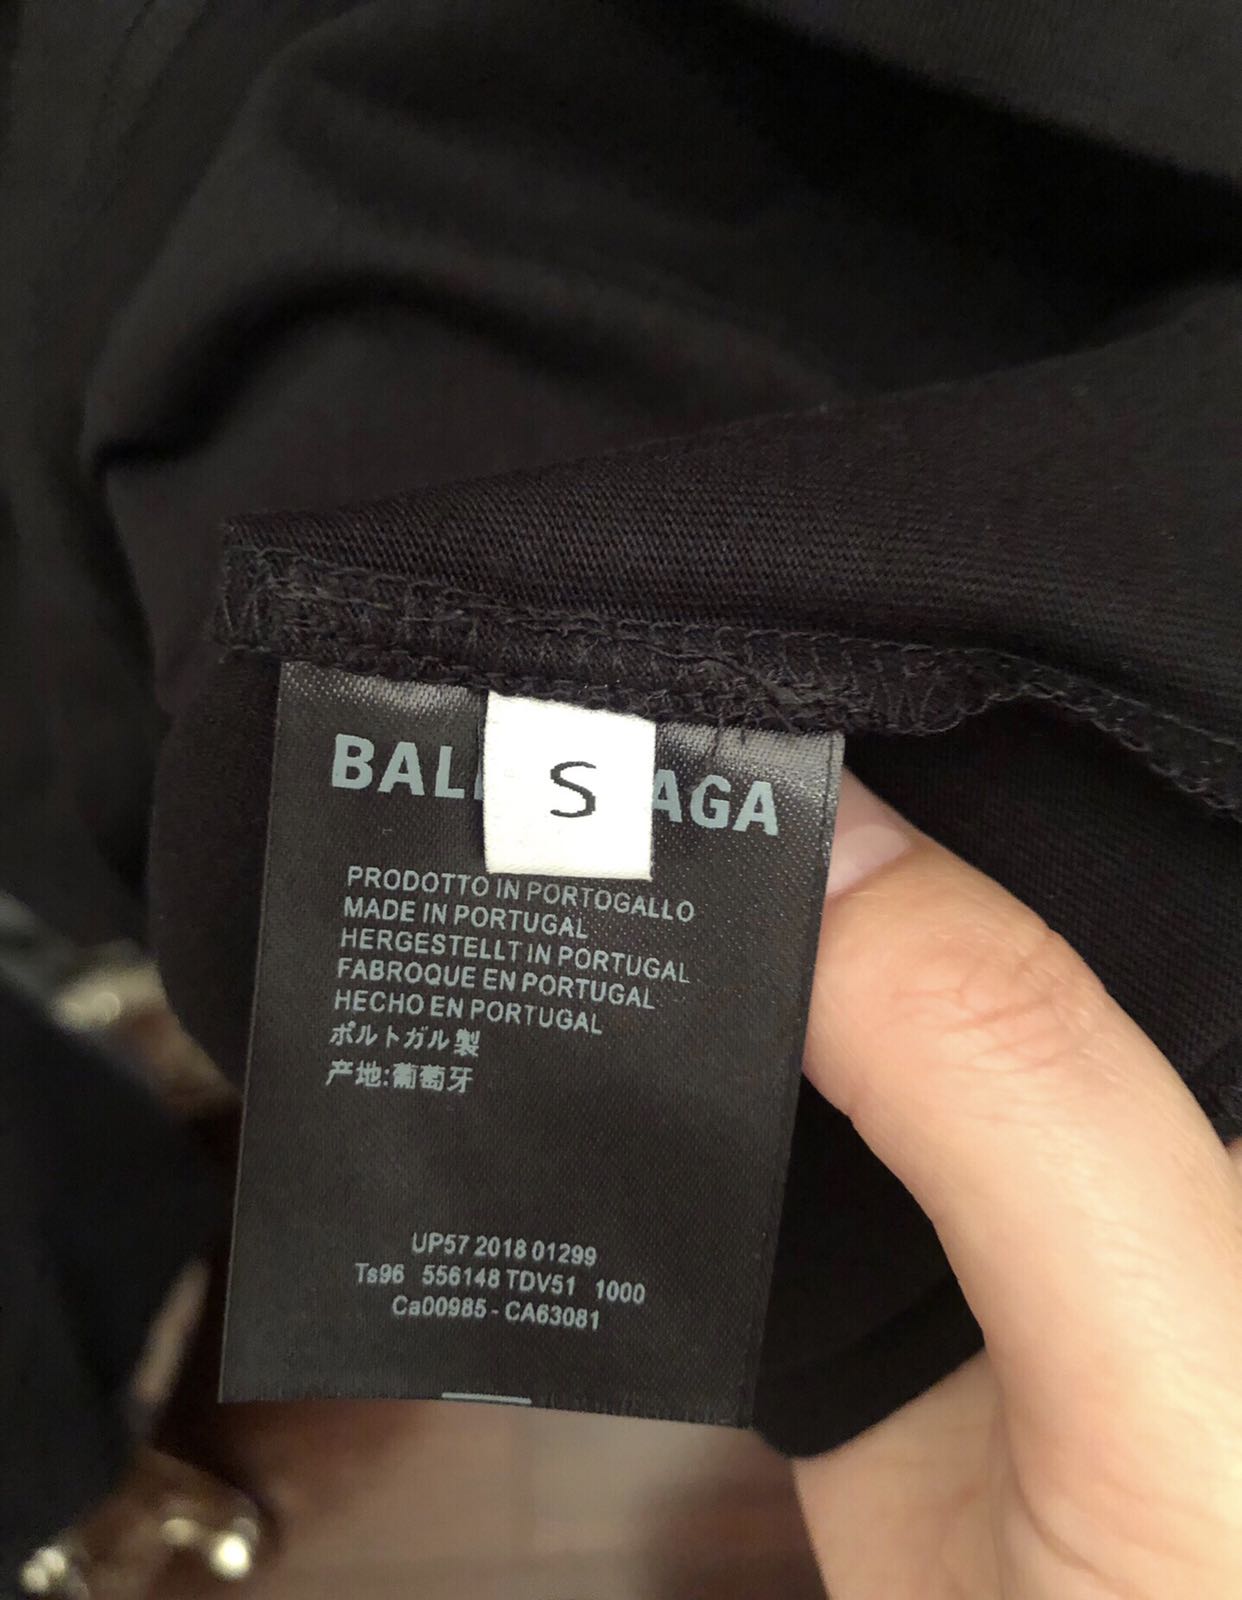 BAL AGA
S
PRODOTTO IN PORTOGALLO
MADE IN PORTUGAL
HERGESTELLT IN PORTUGAL
FABROQUE EN PORTUGAL
HECHO EN PORTUGAL
ポルトガル製
产地:葡萄牙
UP57 2018 01299
Ts96 556148 TDV51 1000
Ca00985 - CA63081